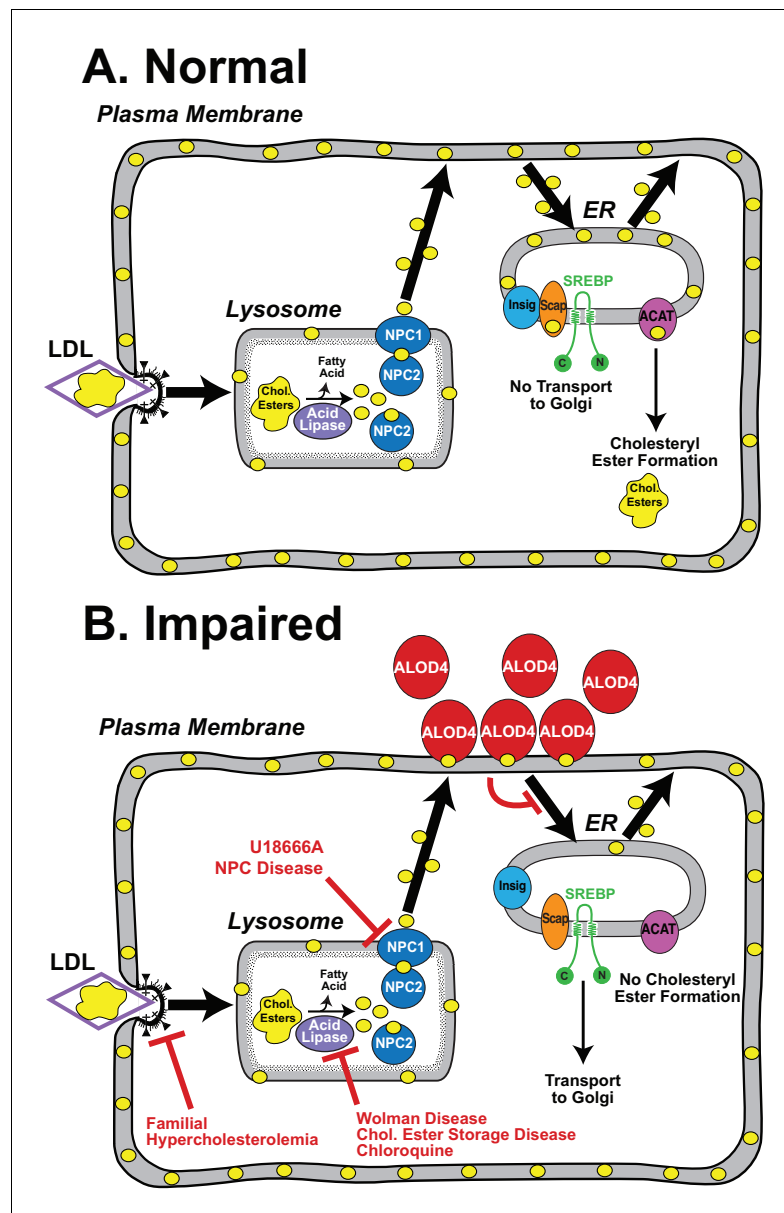 A. Normal
Plasma Membrane
ER
SREBP
Insig
Scap
ACAT
C
N
No Transport
to Golgi
Cholesteryl
Ester Formation
Chol.
Esters
Lysosome
NPC1
LDL
Fatty
Acid
Chol.
Esters
NPC2
Acid
Lipase
NPC2
B. Impaired
ALOD4
ALOD4
ALOD4
Plasma Membrane
ALOD4
ALOD4
ALOD4
ER
U18666A
NPC Disease
Insig
SREBP
Scap
ACAT
Lysosome
NPC1
LDL
Fatty
Acid
Chol.
Esters
NPC2
Acid
Lipase
NPC2
C
N
No Cholesteryl
Ester Formation
Transport
to Golgi
Familial
Hypercholesterolemia
Wolman Disease
Chol. Ester Storage Disease
Chloroquine